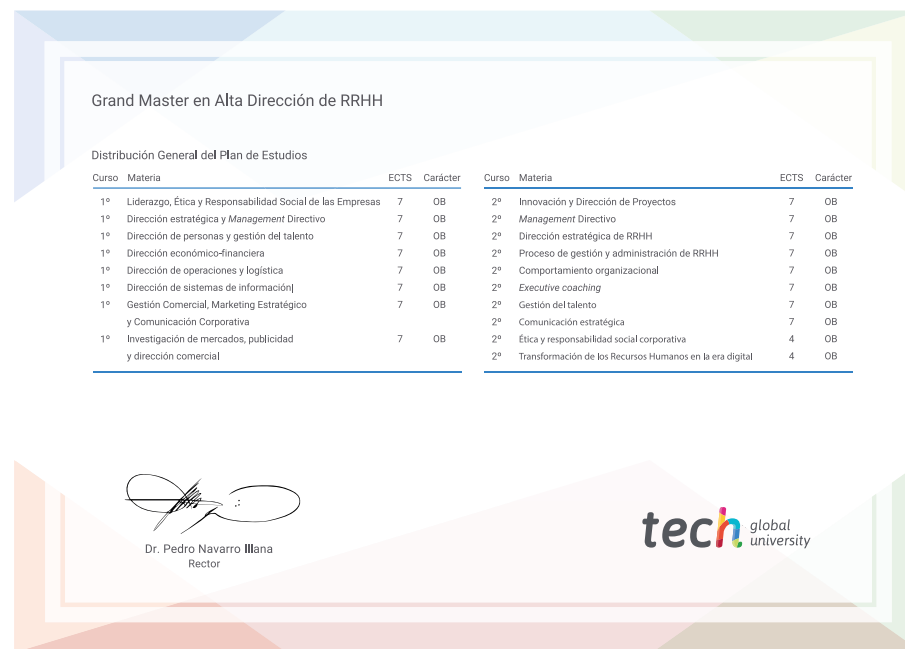 Grand Master en Alta Dirección de RRHH
Distribución General del Plan de Estudios
Curso Materia ECTS Carácter
1º Liderazgo, Ética y Responsabilidad Social de las Empresas 7 OB
1º Dirección estratégica y Management Directivo 7 OB
1º Dirección de personas y gestión del talento 7 OB
1º Dirección económico-financiera 7 OB
1º Dirección de operaciones y logística 7 OB
1º Dirección de sistemas de información 7 OB
1º Gestión Comercial, Marketing Estratégico 7 OB
y Comunicación Corporativa
1º Investigación de mercados, publicidad 7 OB
y dirección comercial
Curso Materia ECTS Carácter
2º Innovación y Dirección de Proyectos 7 OB
2º Management Directivo 7 OB
2º Dirección estratégica de RRHH 7 OB
2º Proceso de gestión y administración de RRHH 7 OB
2º Comportamiento organizacional 7 OB
2º Executive coaching 7 OB
2º Gestión del talento 7 OB
2º Comunicación estratégica 7 OB
2º Ética y responsabilidad social corporativa 4 OB
2º Transformación de los Recursos Humanos en la era digital 4 OB
Dr. Pedro Navarro Illana
Rector
tech global
university